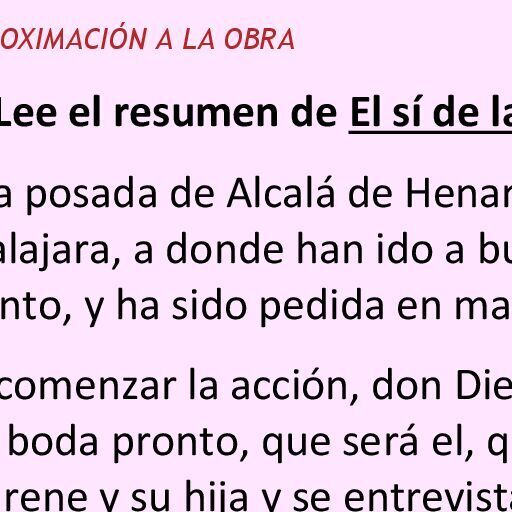 OXIMACIÓN A LA OBRA
Lee el resumen de El sí de la
a posada de Alcalá de Henar
alajara, a donde han ido a bu
nto, y ha sido pedida en ma
comenzar la acción, don Die
boda pronto, que será el, q
rene y su hija y se entrevista